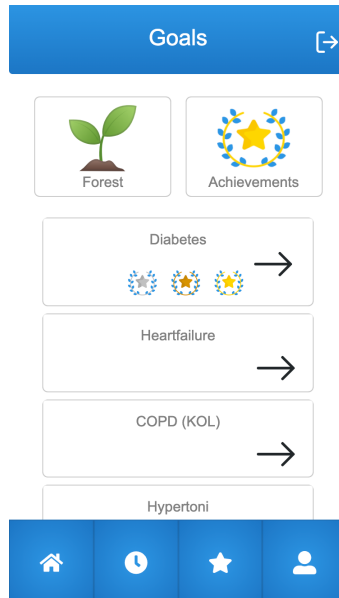 Goals
Forest
Achievements
Diabetes
Heartfailure
COPD (KOL)
Hypertoni